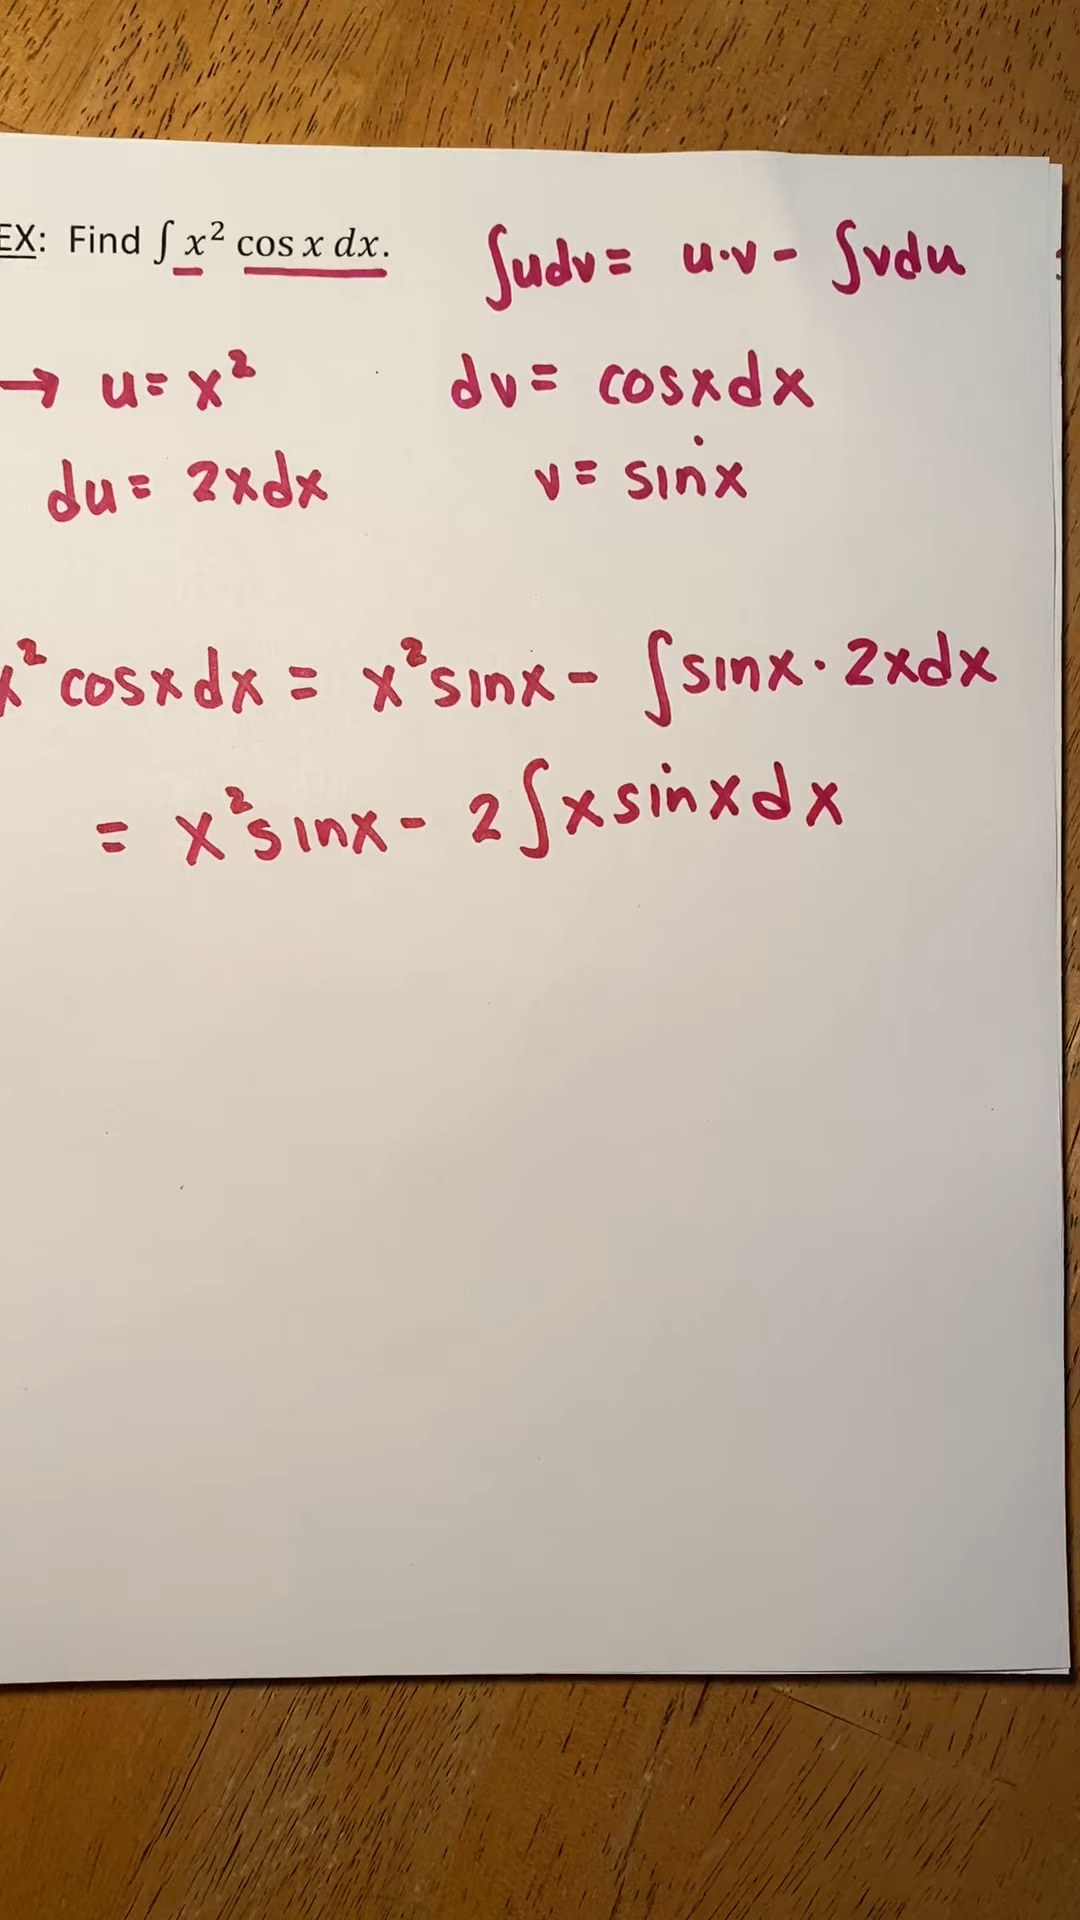 EX: Find ∫ x² cos x dx. ∫udv = u·v - ∫vdu
→ u = x² dv = cosxdx
du = 2xdx v = sinx
x² cosxdx = x²sinx - ∫sinx · 2xdx
= x²sinx - 2∫xsinxdx